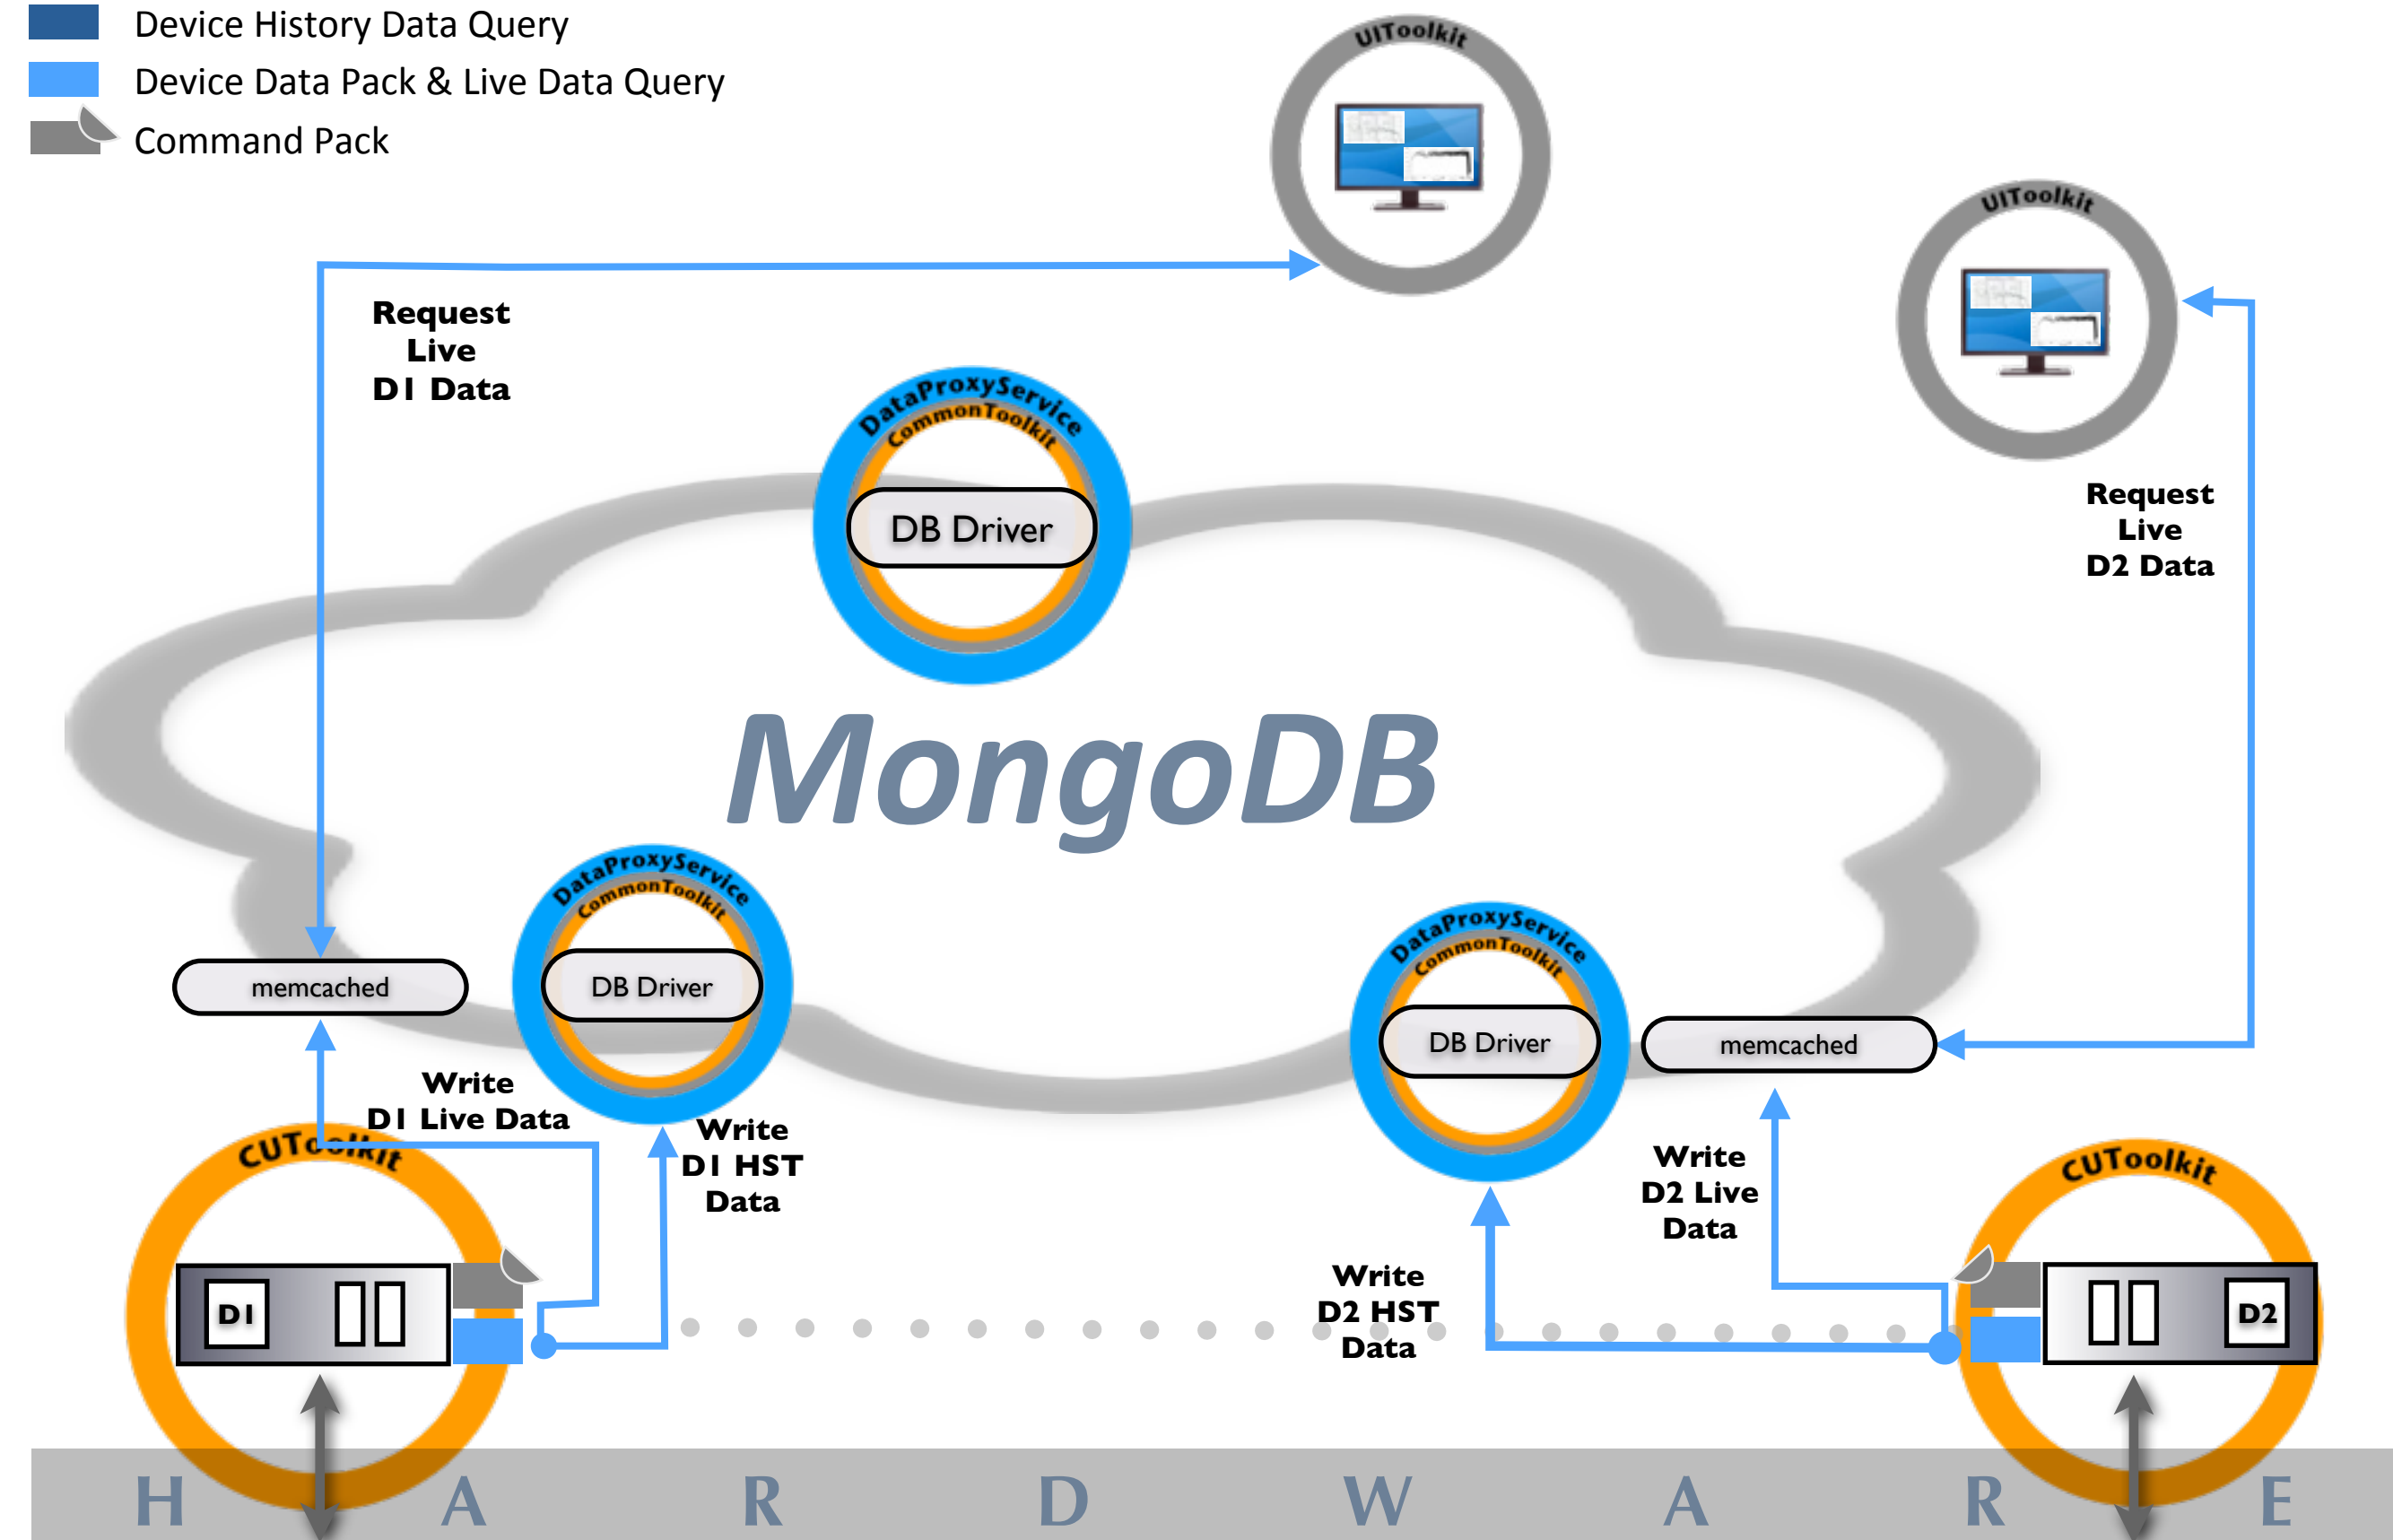 Device History Data Query
Device Data Pack & Live Data Query
Command Pack
UIToolkit
UIToolkit
Request
Live
D1 Data
DataProxyService
CommonToolkit
DB Driver
Request
Live
D2 Data
MongoDB
DataProxyService
CommonToolkit
DB Driver
memcached
DataProxyService
CommonToolkit
DB Driver
memcached
Write
D1 Live Data
Write
D1 HST
Data
Write
D2 Live
Data
CUToolkit
CUToolkit
Write
D2 HST
Data
D1
D2
H A R D W A R E